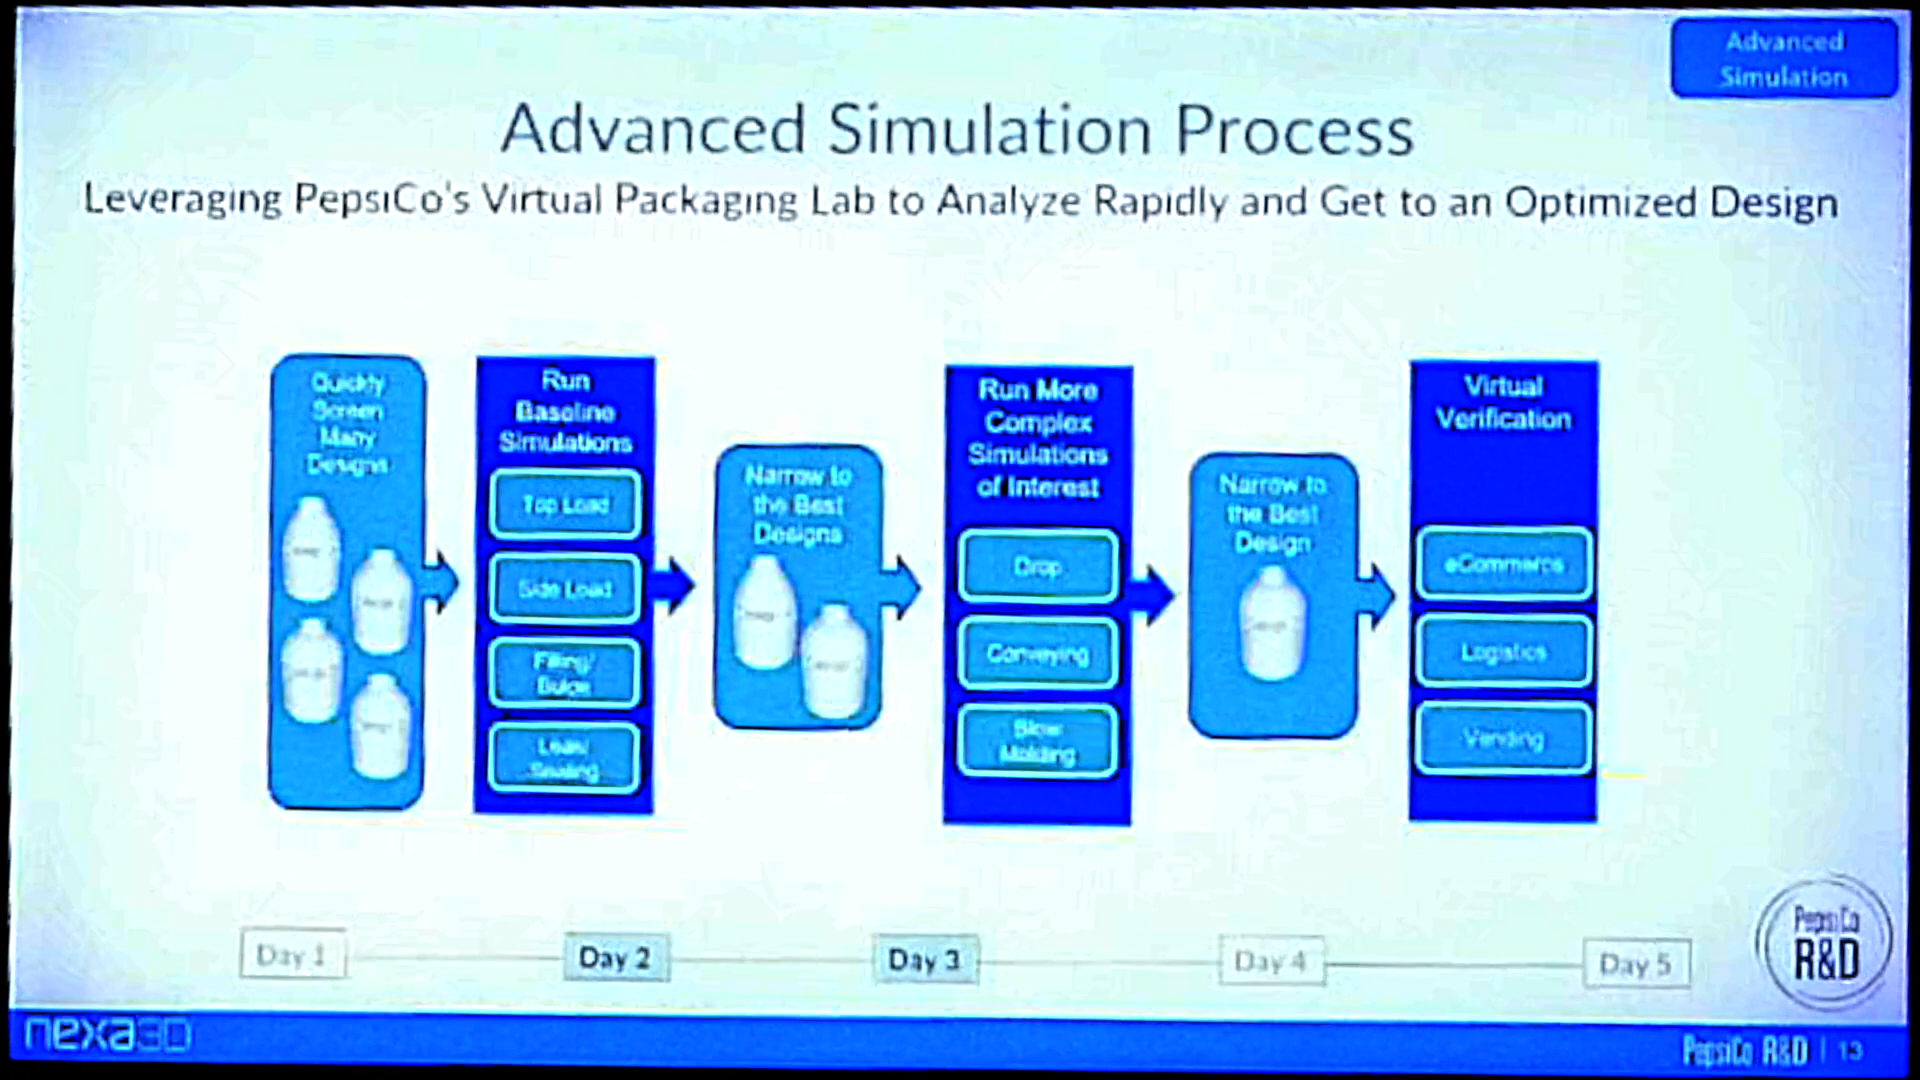 Advanced
Simulation
Advanced Simulation Process
Leveraging PepsiCo's Virtual Packaging Lab to Analyze Rapidly and Get to an Optimized Design
Quickly
Screen
Many
Designs
Run
Baseline
Simulations
Top Load
Side Load
Filling/
Bulge
Leak/
Sealing
Narrow to
the Best
Designs
Run More
Complex
Simulations
of Interest
Drop
Conveying
Blow
Molding
Narrow to
the Best
Design
Virtual
Verification
eCommerce
Logistics
Vending
Day 1
Day 2
Day 3
Day 4
Day 5
PepsiCo
R&D
nexa3D
PepsiCo R&D | 13